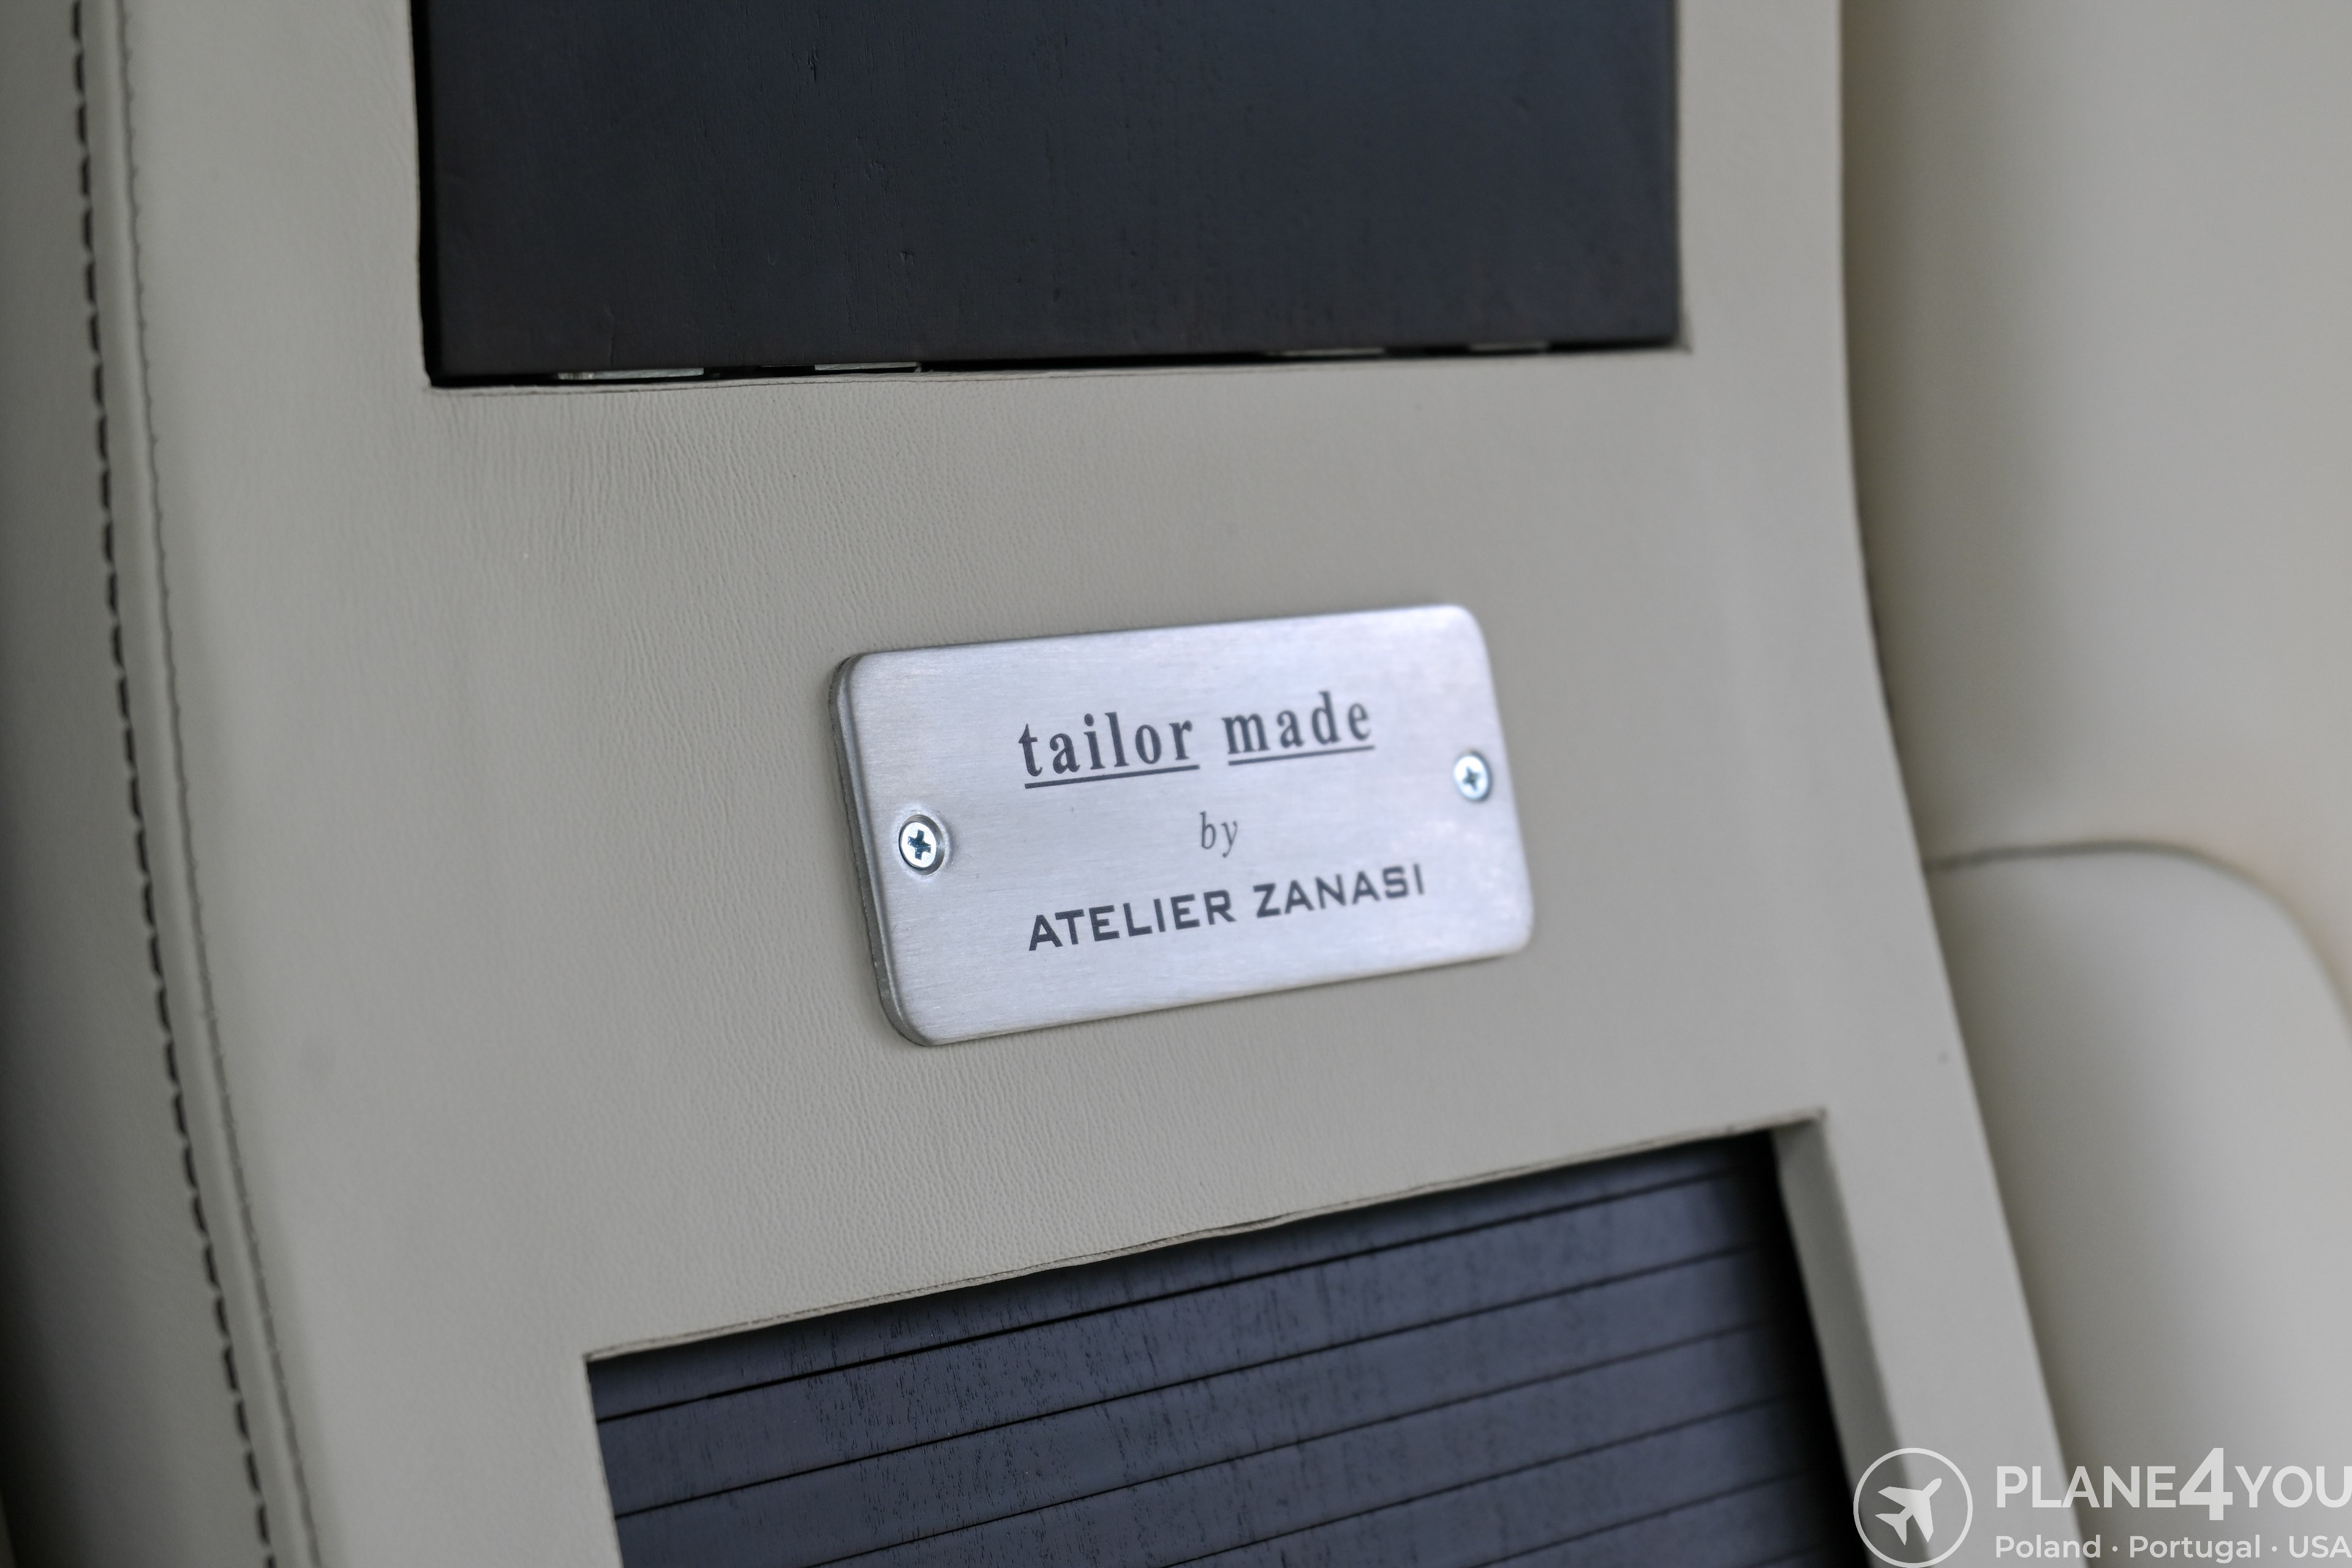 tailor made
by
ATELIER ZANASI
PLANE4YOU
Poland · Portugal · USA